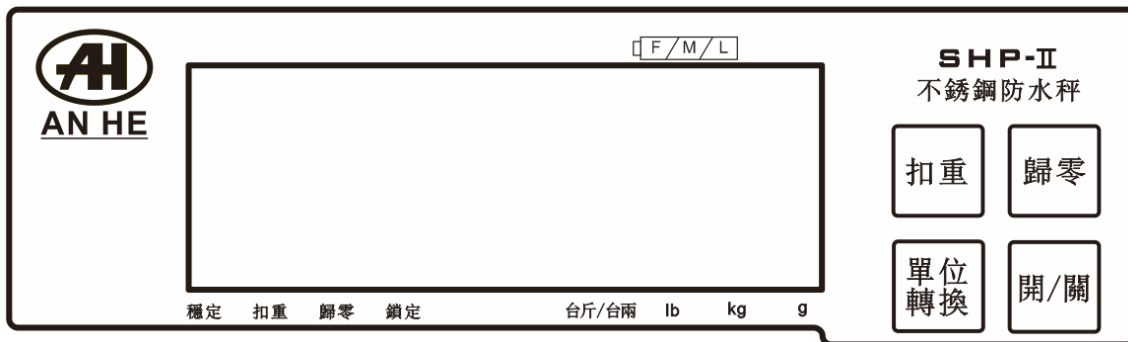 AH
AN HE
F/M/L
SHP-II
不銹鋼防水秤
扣重
歸零
單位
轉換
開/關
穩定 扣重 歸零 鎖定 台斤/台兩 lb kg g